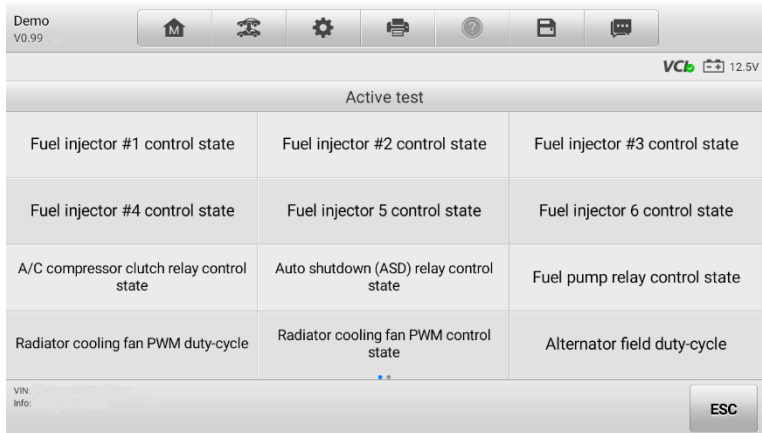 Demo
V0.99
M
?
VCI
12.5V
Active test
Fuel injector #1 control state
Fuel injector #2 control state
Fuel injector #3 control state
Fuel injector #4 control state
Fuel injector 5 control state
Fuel injector 6 control state
A/C compressor clutch relay control
state
Auto shutdown (ASD) relay control
state
Fuel pump relay control state
Radiator cooling fan PWM duty-cycle
Radiator cooling fan PWM control
state
Alternator field duty-cycle
VIN:
Info:
ESC